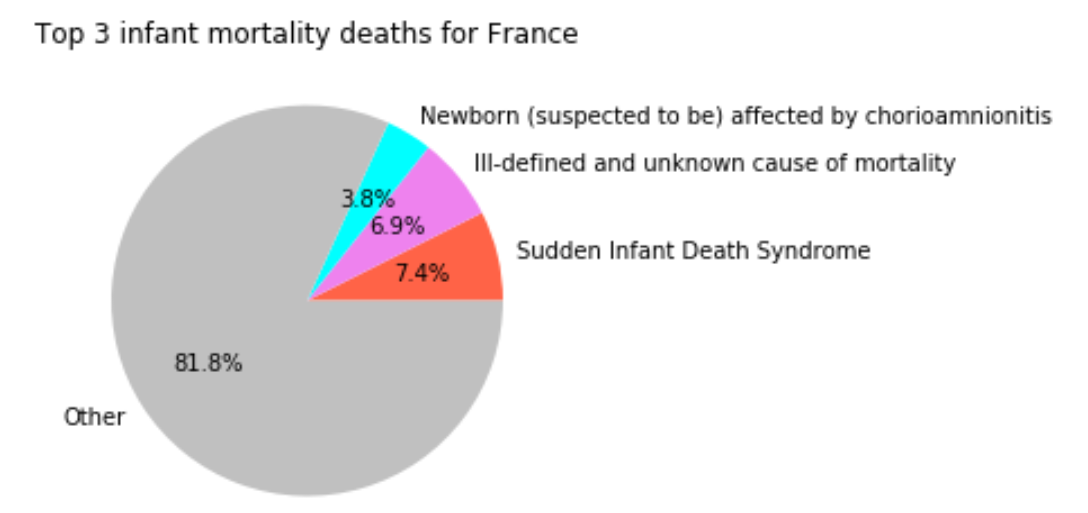 Top 3 infant mortality deaths for France
Newborn (suspected to be) affected by chorioamnionitis
Ill-defined and unknown cause of mortality
3.8%
6.9%
Sudden Infant Death Syndrome
7.4%
81.8%
Other